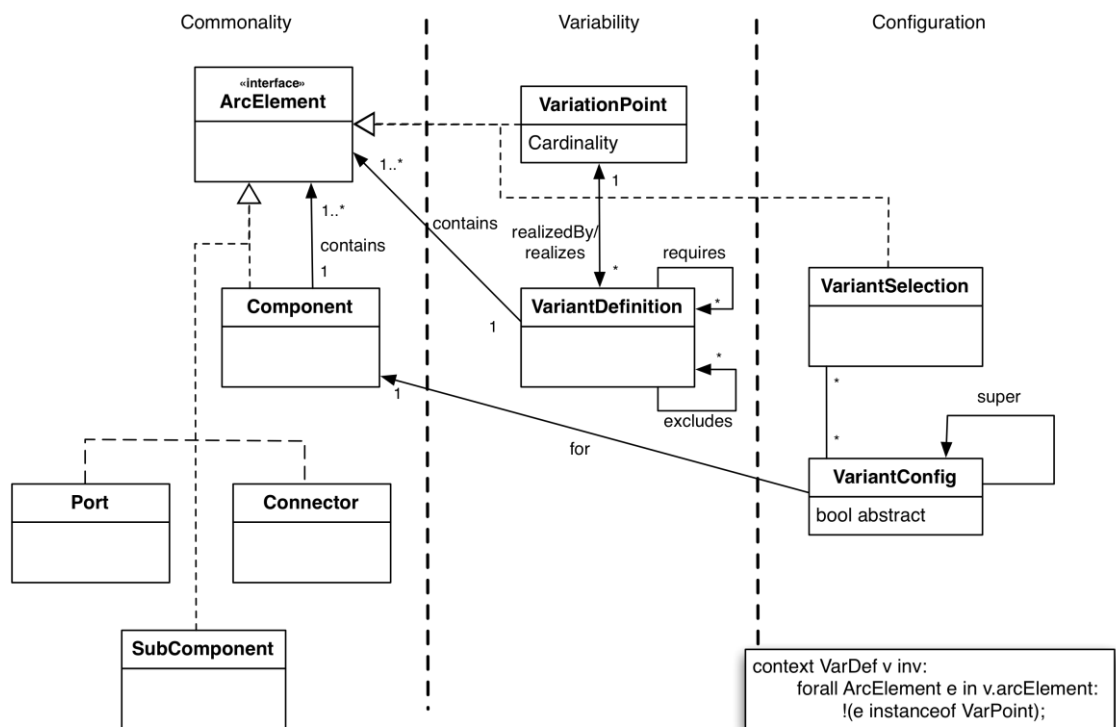 Commonality
Variability
Configuration
«interface»
ArcElement
VariationPoint
Cardinality
1..*
1
1..*
contains
contains
realizedBy/
realizes
requires
1
*
Component
VariantDefinition
*
VariantSelection
1
*
*
1
excludes
super
for
*
VariantConfig
bool abstract
Port
Connector
SubComponent
context VarDef v inv:
forall ArcElement e in v.arcElement:
!(e instanceof VarPoint);